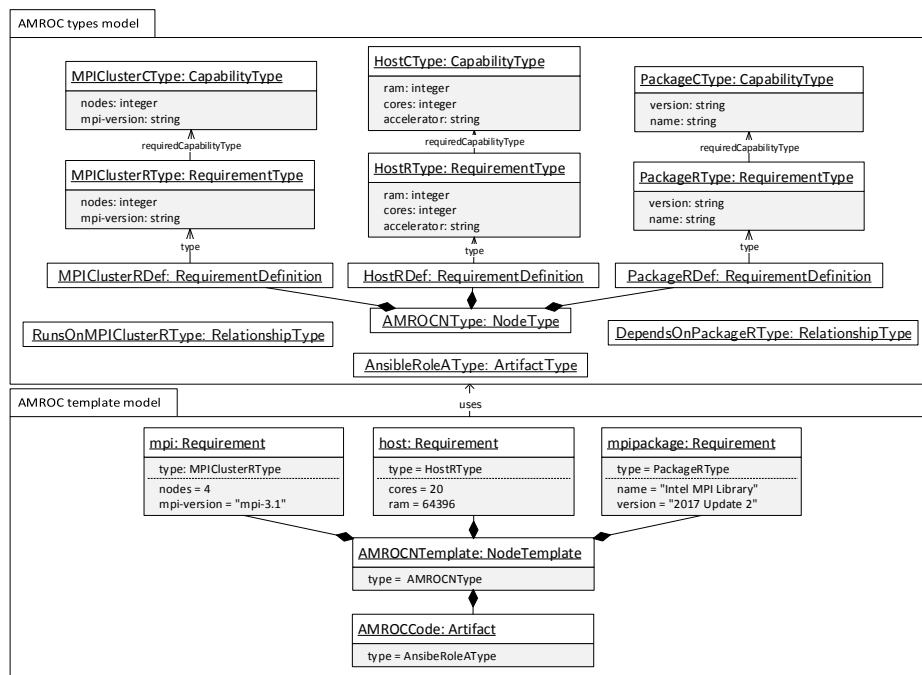 AMROC types model
MPIClusterCType: CapabilityType
nodes: integer
mpi-version: string
HostCType: CapabilityType
ram: integer
cores: integer
accelerator: string
PackageCType: CapabilityType
version: string
name: string
requiredCapabilityType
requiredCapabilityType
requiredCapabilityType
MPIClusterRType: RequirementType
nodes: integer
mpi-version: string
HostRType: RequirementType
ram: integer
cores: integer
accelerator: string
PackageRType: RequirementType
version: string
name: string
type
type
type
MPIClusterRDef: RequirementDefinition
HostRDef: RequirementDefinition
PackageRDef: RequirementDefinition
AMROCNType: NodeType
RunsOnMPIClusterRType: RelationshipType
DependsOnPackageRType: RelationshipType
AnsibleRoleAType: ArtifactType
uses
AMROC template model
mpi: Requirement
type: MPIClusterRType
nodes = 4
mpi-version = "mpi-3.1"
host: Requirement
type = HostRType
cores = 20
ram = 64396
mpipackage: Requirement
type = PackageRType
name = "Intel MPI Library"
version = "2017 Update 2"
AMROCNTemplate: NodeTemplate
type = AMROCNType
AMROCCode: Artifact
type = AnsibeRoleAType